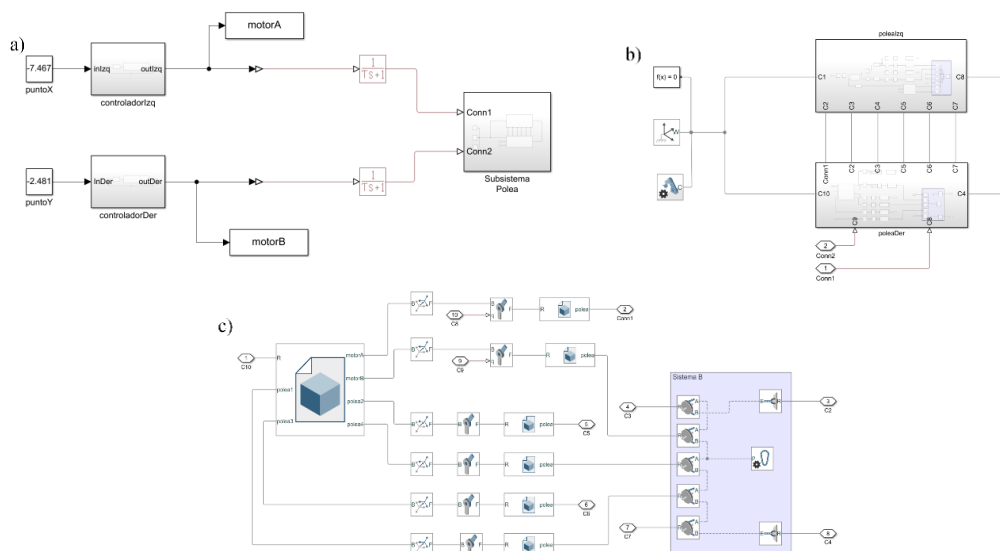 a)
motorA
-7.467
puntoX
inIzq
outIzq
controladorIzq
1
Ts+1
Conn1
Conn2
Subsistema
Polea
-2.481
puntoY
InDer
outDer
controladorDer
1
Ts+1
motorB
b)
poleaIzq
f(x) = 0
C1
C8
C2
C3
C4
C5
C6
C7
W
C
Conn1
C2
C3
C5
C6
C7
C10
C4
C9
C8
poleaDer
2
Conn2
1
Conn1
c)
B
F
10
C8
B
F
R
polea
2
Conn1
1
C10
R
motorA
motorB
polea1
polea2
polea3
polea4
B
F
9
C9
B
F
R
polea
Sistema B
4
C3
A
B
3
C2
B
F
B
F
R
polea
5
C5
R
A
B
B
F
B
F
R
polea
R
A
B
B
F
B
F
R
polea
6
C6
R
A
B
7
C7
A
B
8
C4
B
F
B
F
R
polea